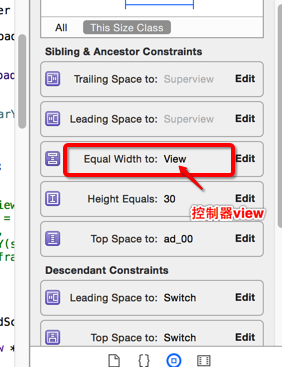 All This Size Class
Sibling & Ancestor Constraints
Trailing Space to: Superview Edit
Leading Space to: Superview Edit
Equal Width to: View Edit
Height Equals: 30 Edit
控制器view
Top Space to: ad_00 Edit
Descendant Constraints
Leading Space to: Switch Edit
Top Space to: Switch Edit